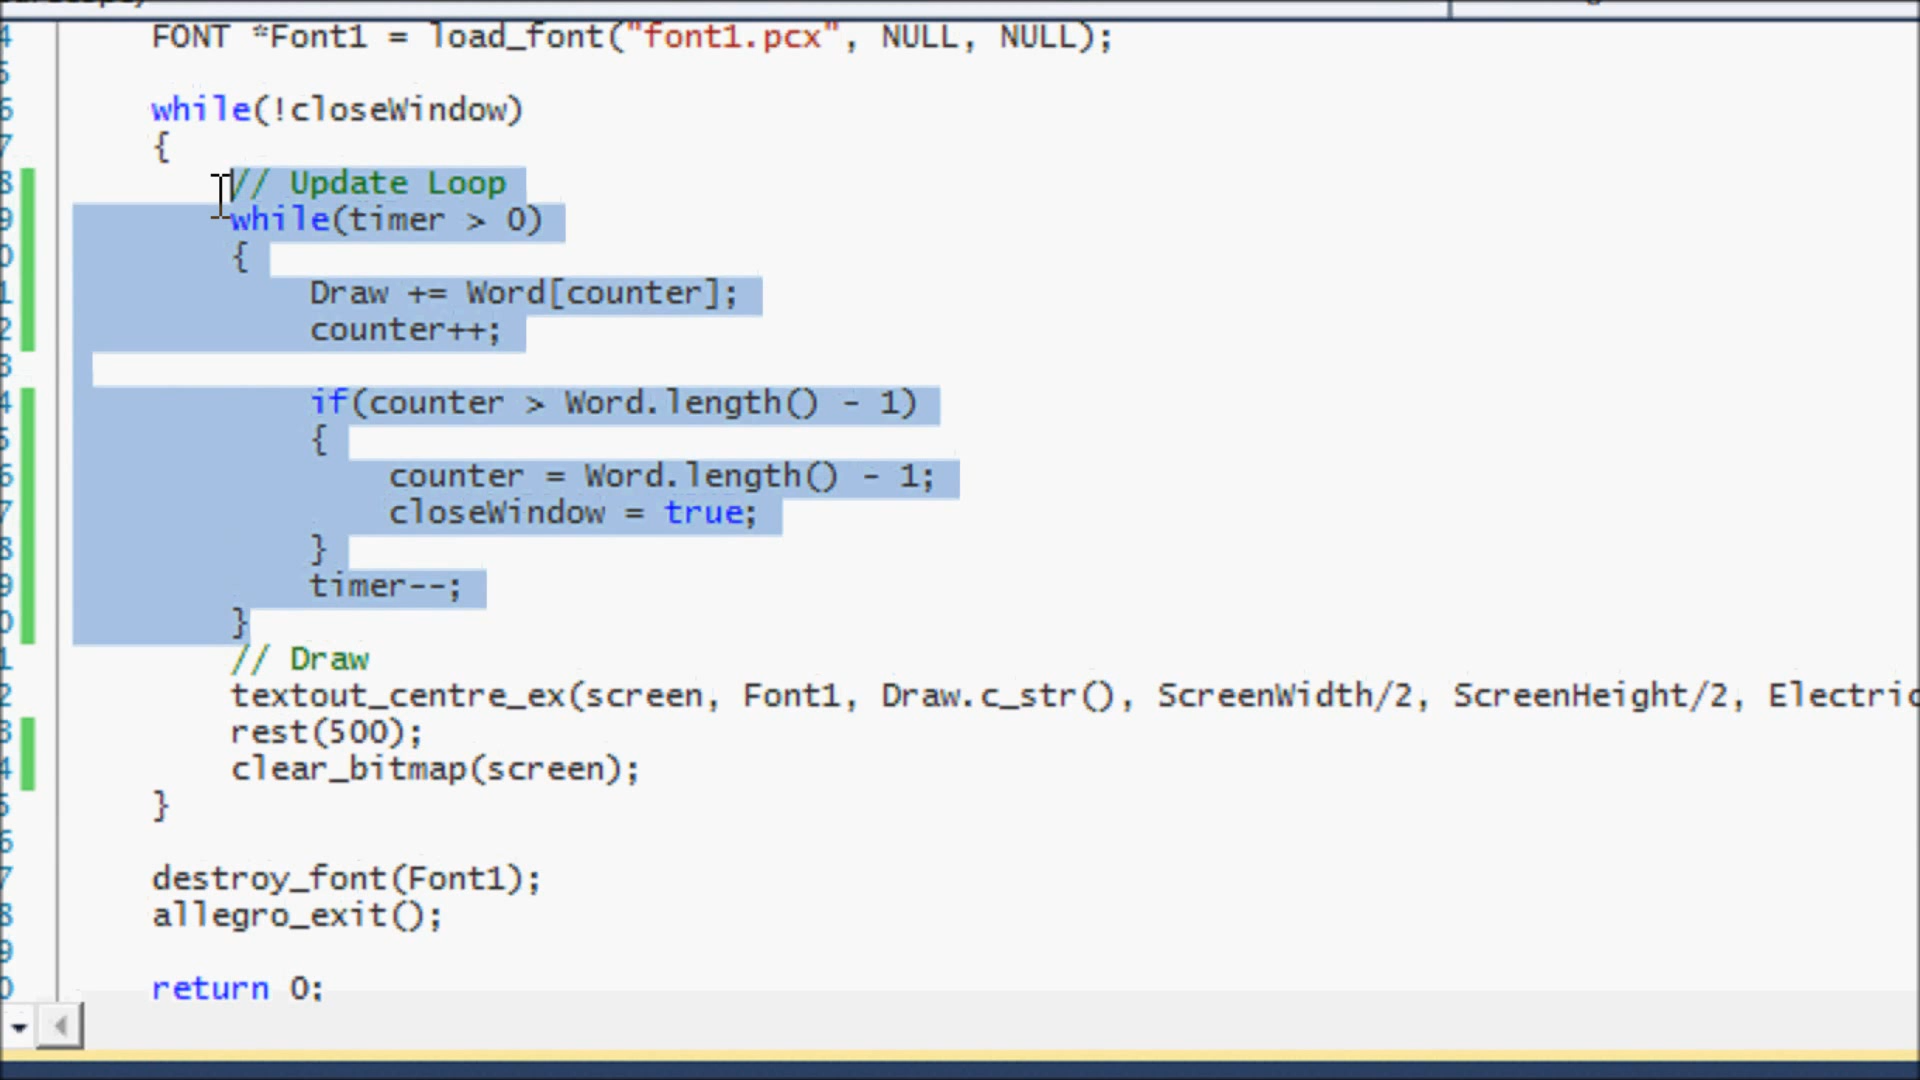 FONT *Font1 = load_font("font1.pcx", NULL, NULL);
while(!closeWindow)
{
// Update Loop
while(timer > 0)
{
Draw += Word[counter];
counter++;
if(counter > Word.length() - 1)
{
counter = Word.length() - 1;
closeWindow = true;
}
timer--;
}
// Draw
textout_centre_ex(screen, Font1, Draw.c_str(), ScreenWidth/2, ScreenHeight/2, Electric
rest(500);
clear_bitmap(screen);
}
destroy_font(Font1);
allegro_exit();
return 0;